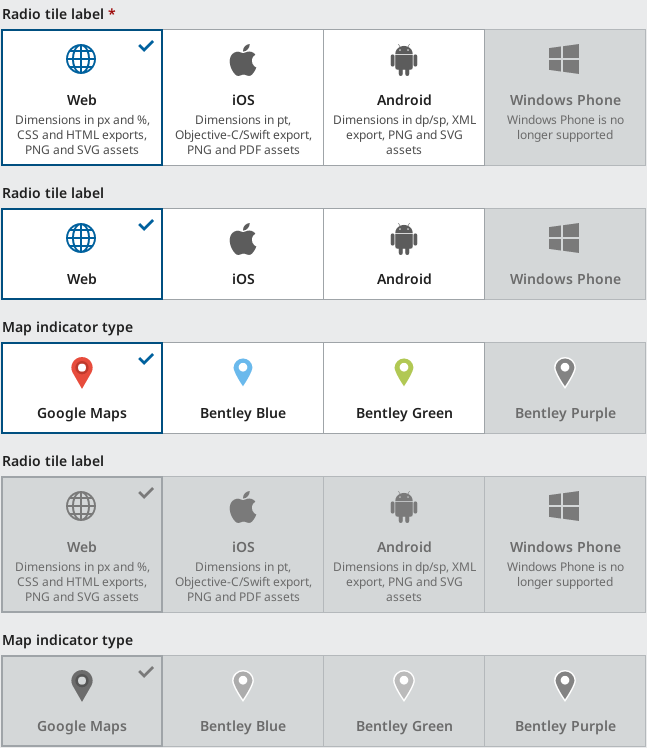 Radio tile label *
Web
Dimensions in px and %,
CSS and HTML exports,
PNG and SVG assets
iOS
Dimensions in pt,
Objective-C/Swift export,
PNG and PDF assets
Android
Dimensions in dp/sp, XML
export, PNG and SVG
assets
Windows Phone
Windows Phone is no
longer supported
Radio tile label
Web
iOS
Android
Windows Phone
Map indicator type
Google Maps
Bentley Blue
Bentley Green
Bentley Purple
Radio tile label
Web
Dimensions in px and %,
CSS and HTML exports,
PNG and SVG assets
iOS
Dimensions in pt,
Objective-C/Swift export,
PNG and PDF assets
Android
Dimensions in dp/sp, XML
export, PNG and SVG
assets
Windows Phone
Windows Phone is no
longer supported
Map indicator type
Google Maps
Bentley Blue
Bentley Green
Bentley Purple